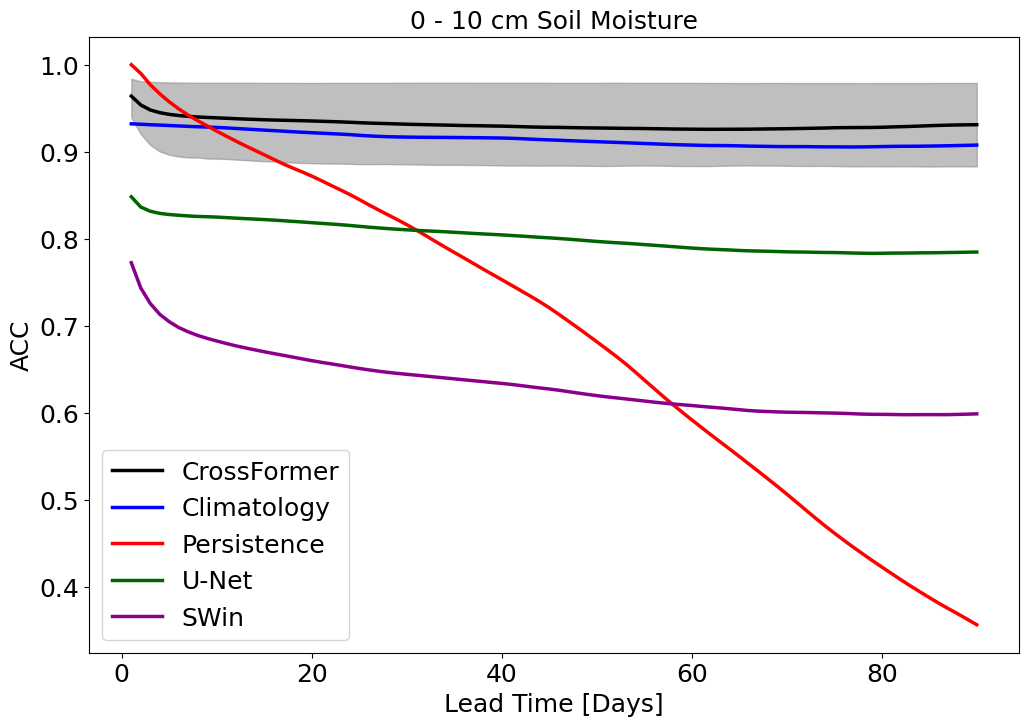 0 - 10 cm Soil Moisture
ACC
1.0
0.9
0.8
0.7
0.6
0.5
0.4
CrossFormer
Climatology
Persistence
U-Net
SWin
0 20 40 60 80
Lead Time [Days]